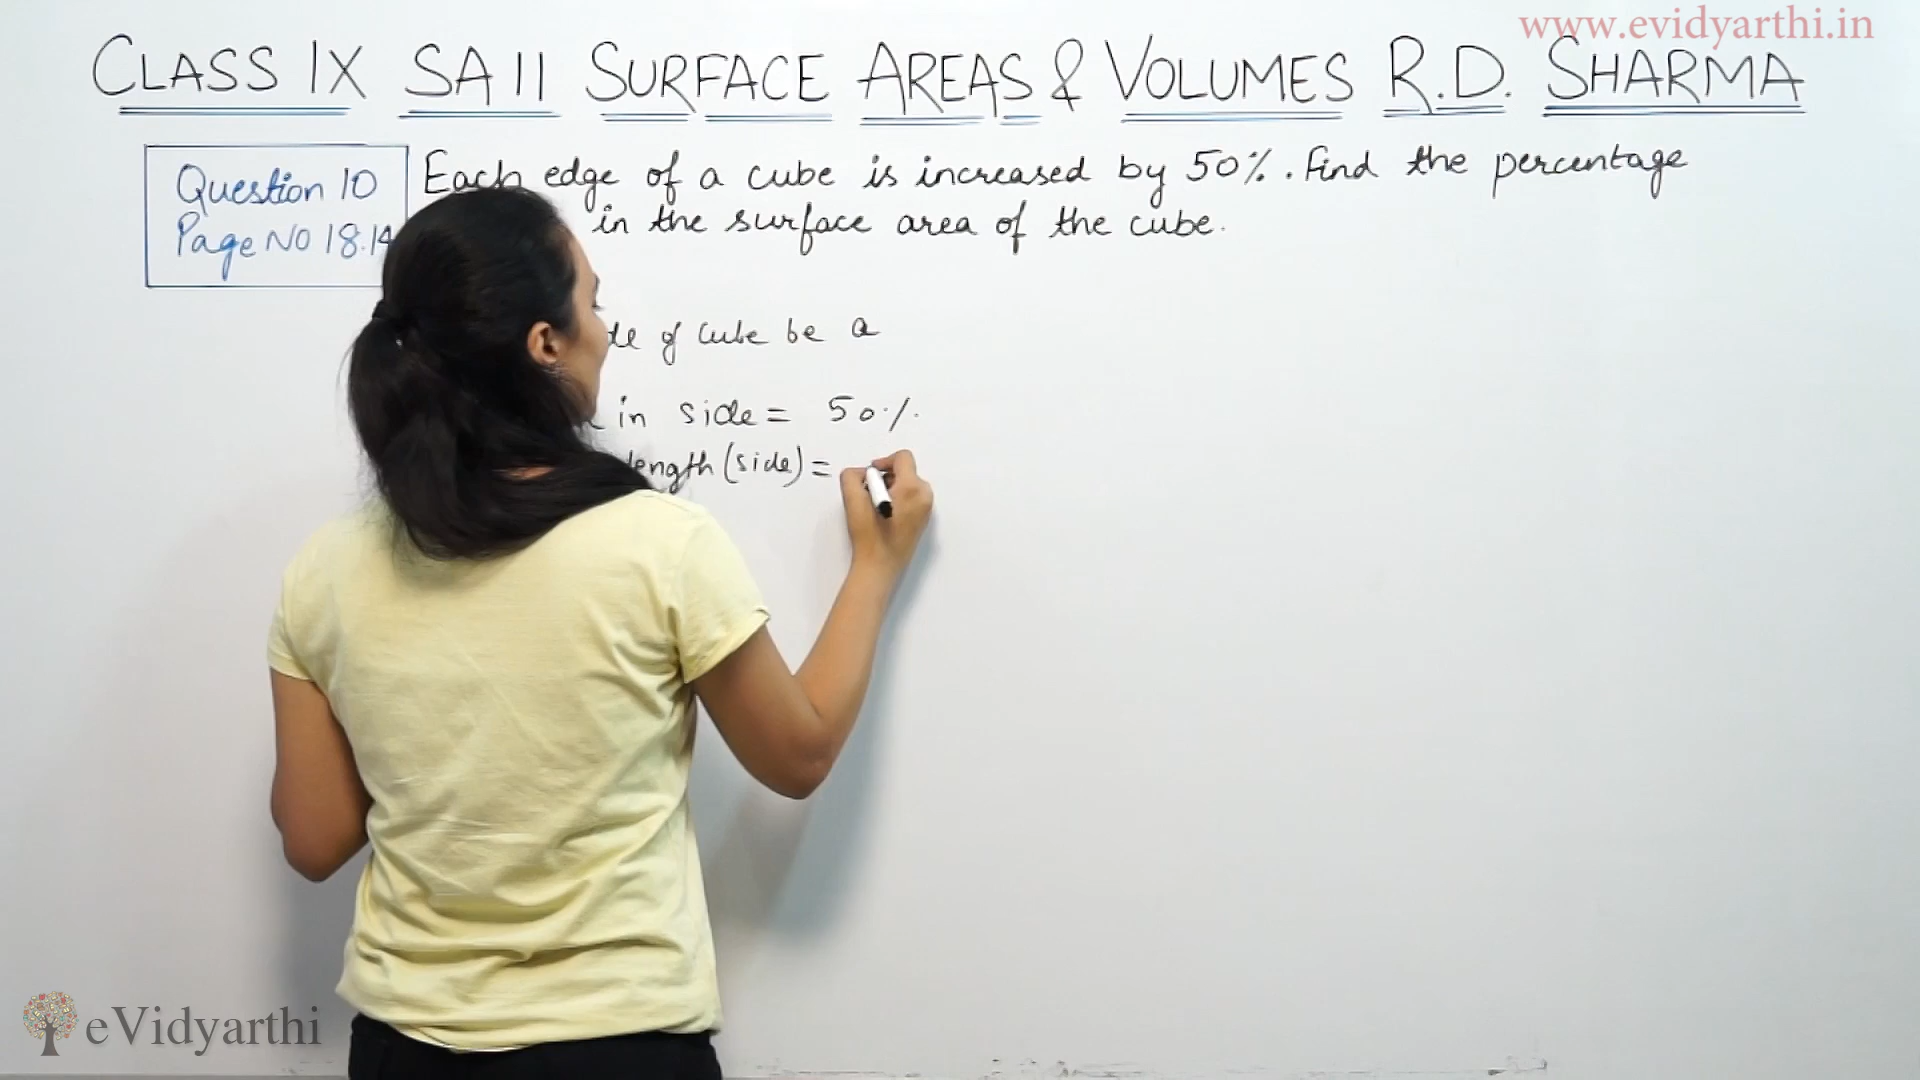 www.evidyarthi.in
CLASS IX SA II SURFACE AREAS & VOLUMES R.D. SHARMA
Question 10
Page No 18.14
Each edge of a cube is increased by 50%. Find the percentage
in the surface area of the cube.
of cube be a
in side = 50%
length (side) =
eVidyarthi